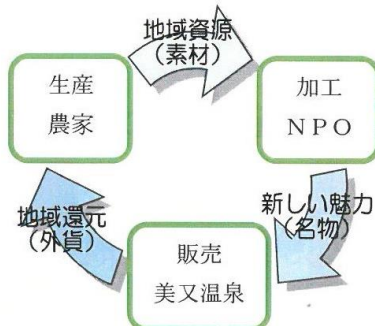 地域資源
（素材）
生産
農家
加工
ＮＰＯ
新しい魅力
（名物）
販売
美又温泉
地域還元
（外貨）